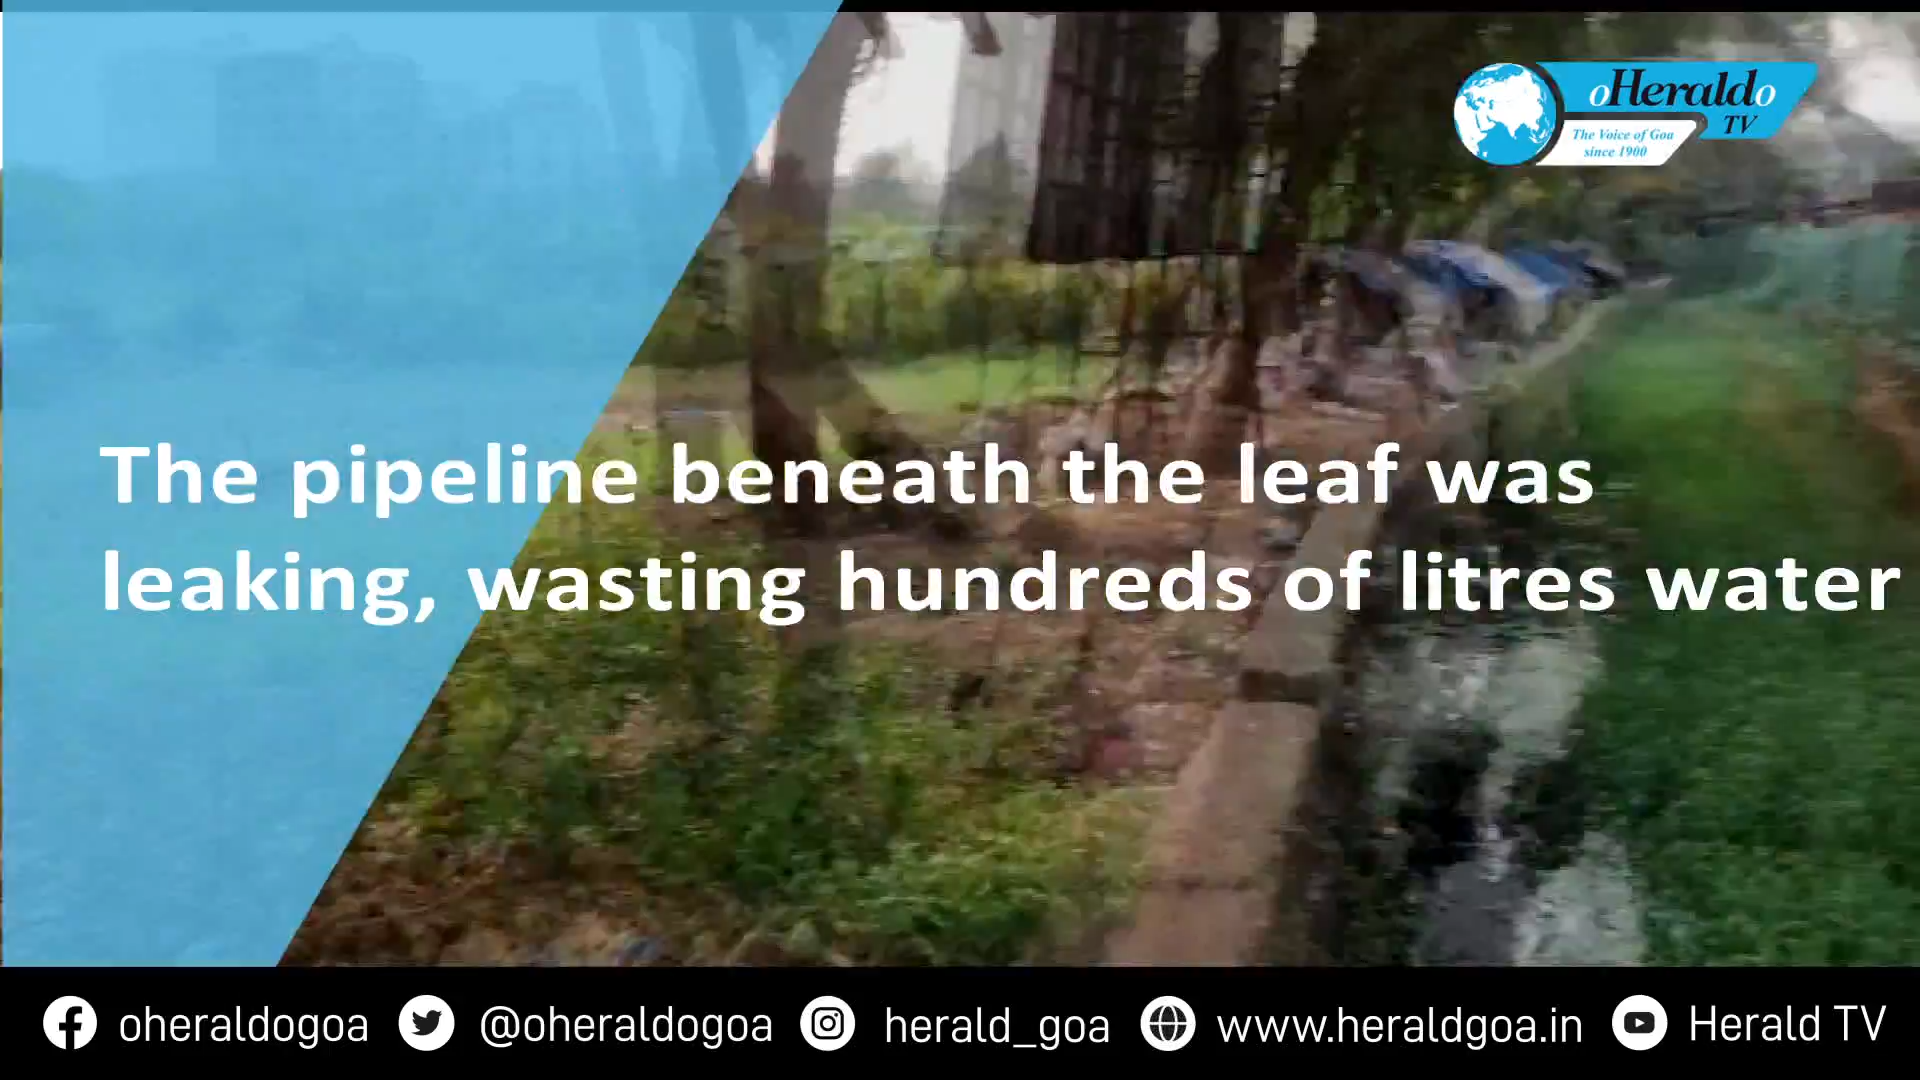 oHeraldo
TV
The Voice of Goa
since 1900
The pipeline beneath the leaf was
leaking, wasting hundreds of litres water
oheraldogoa @oheraldogoa herald_goa www.heraldgoa.in Herald TV